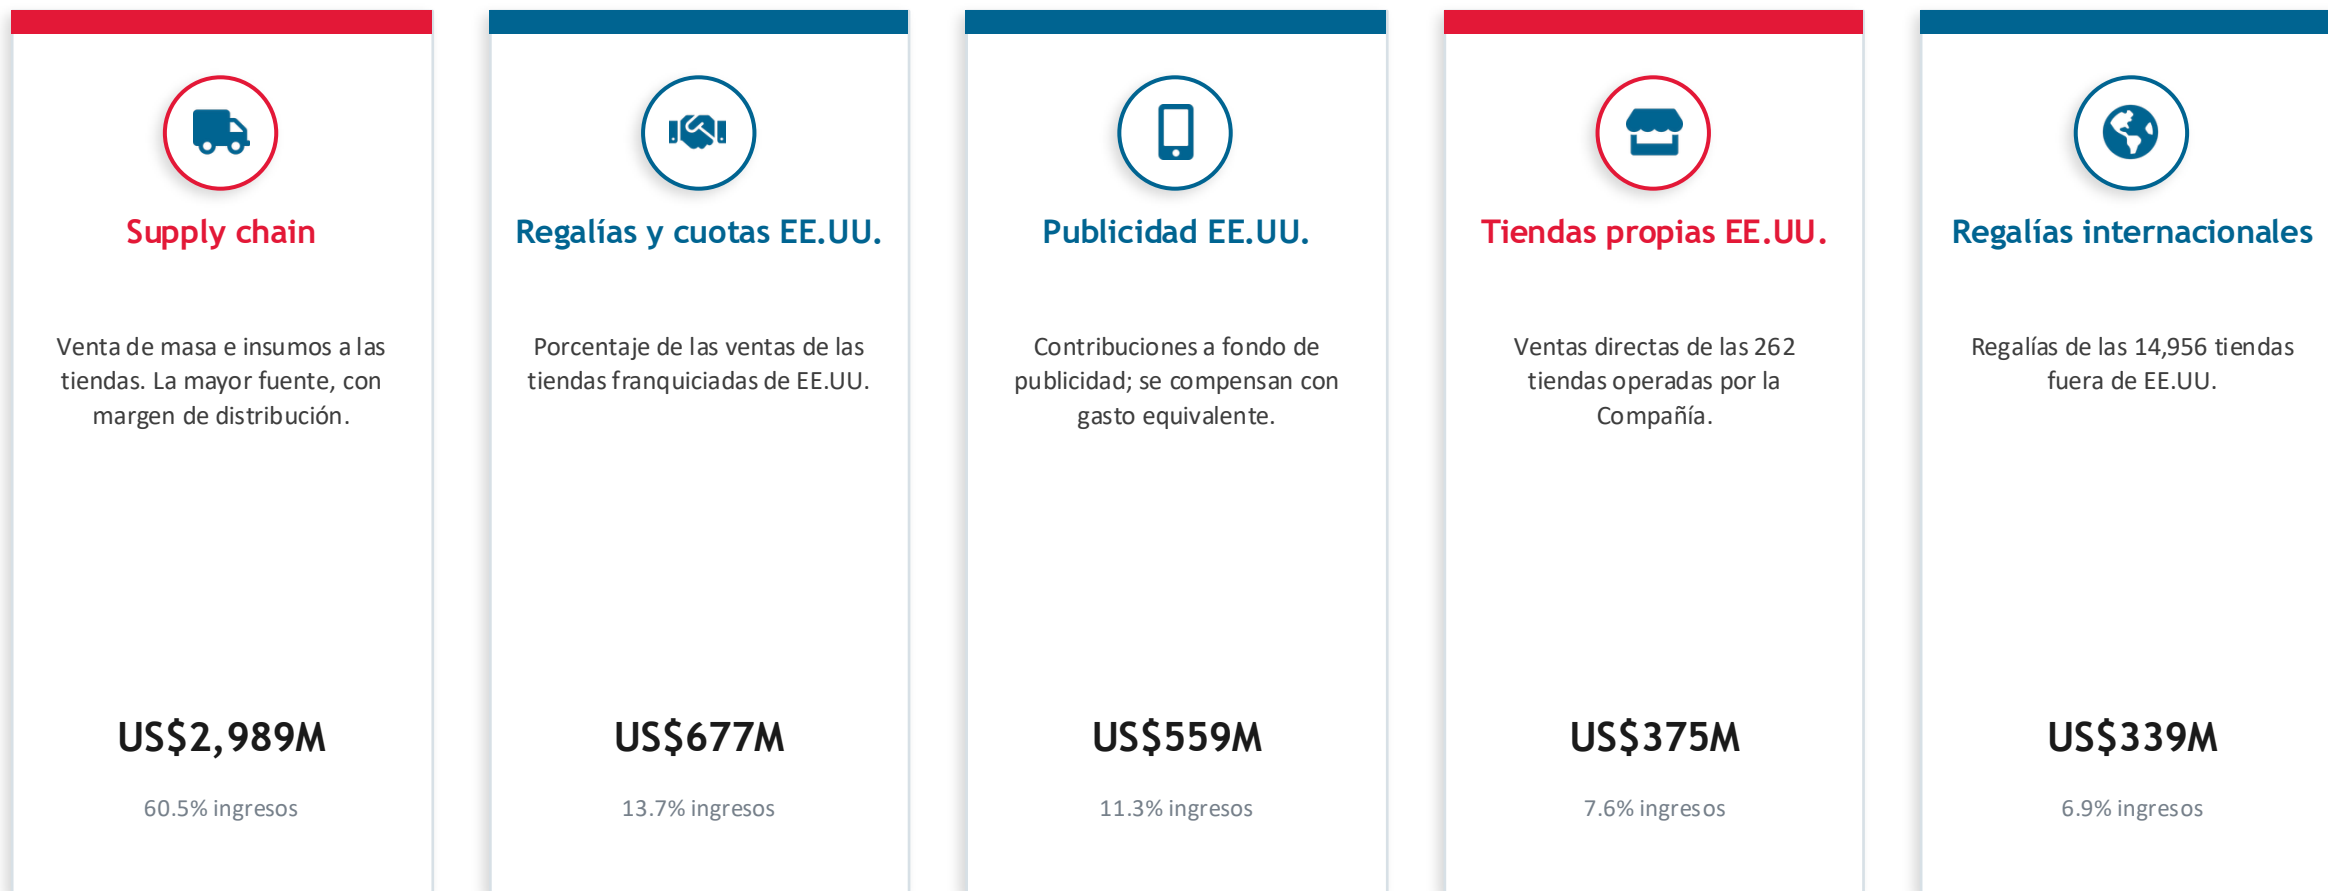 Supply chain
Venta de masa e insumos a las
tiendas. La mayor fuente, con
margen de distribución.
US$2,989M
60.5% ingresos
Regalías y cuotas EE.UU.
Porcentaje de las ventas de las
tiendas franquiciadas de EE.UU.
US$677M
13.7% ingresos
Publicidad EE.UU.
Contribuciones a fondo de
publicidad; se compensan con
gasto equivalente.
US$559M
11.3% ingresos
Tiendas propias EE.UU.
Ventas directas de las 262
tiendas operadas por la
Compañía.
US$375M
7.6% ingresos
Regalías internacionales
Regalías de las 14,956 tiendas
fuera de EE.UU.
US$339M
6.9% ingresos